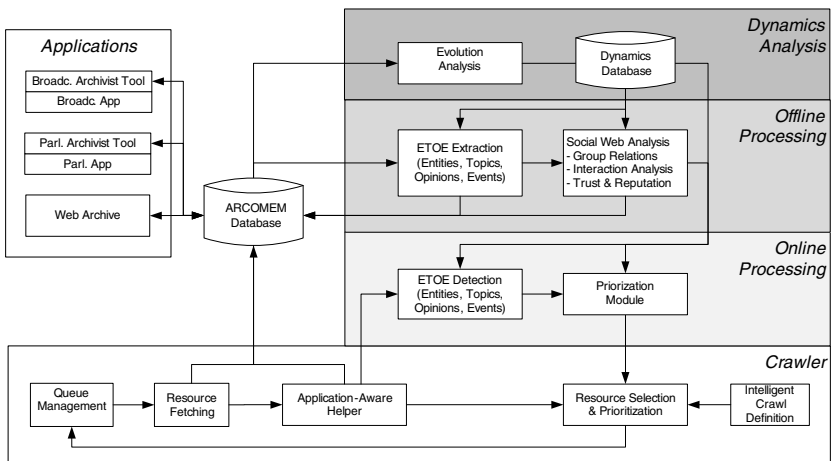 Applications
Broadc. Archivist Tool
Broadc. App
Parl. Archivist Tool
Parl. App
Web Archive
ARCOMEM
Database
Dynamics
Analysis
Evolution
Analysis
Dynamics
Database
Offline
Processing
ETOE Extraction
(Entities, Topics,
Opinions, Events)
Social Web Analysis
- Group Relations
- Interaction Analysis
- Trust & Reputation
Online
Processing
ETOE Detection
(Entities, Topics,
Opinions, Events)
Priorization
Module
Crawler
Queue
Management
Resource
Fetching
Application-Aware
Helper
Resource Selection
& Prioritization
Intelligent
Crawl
Definition